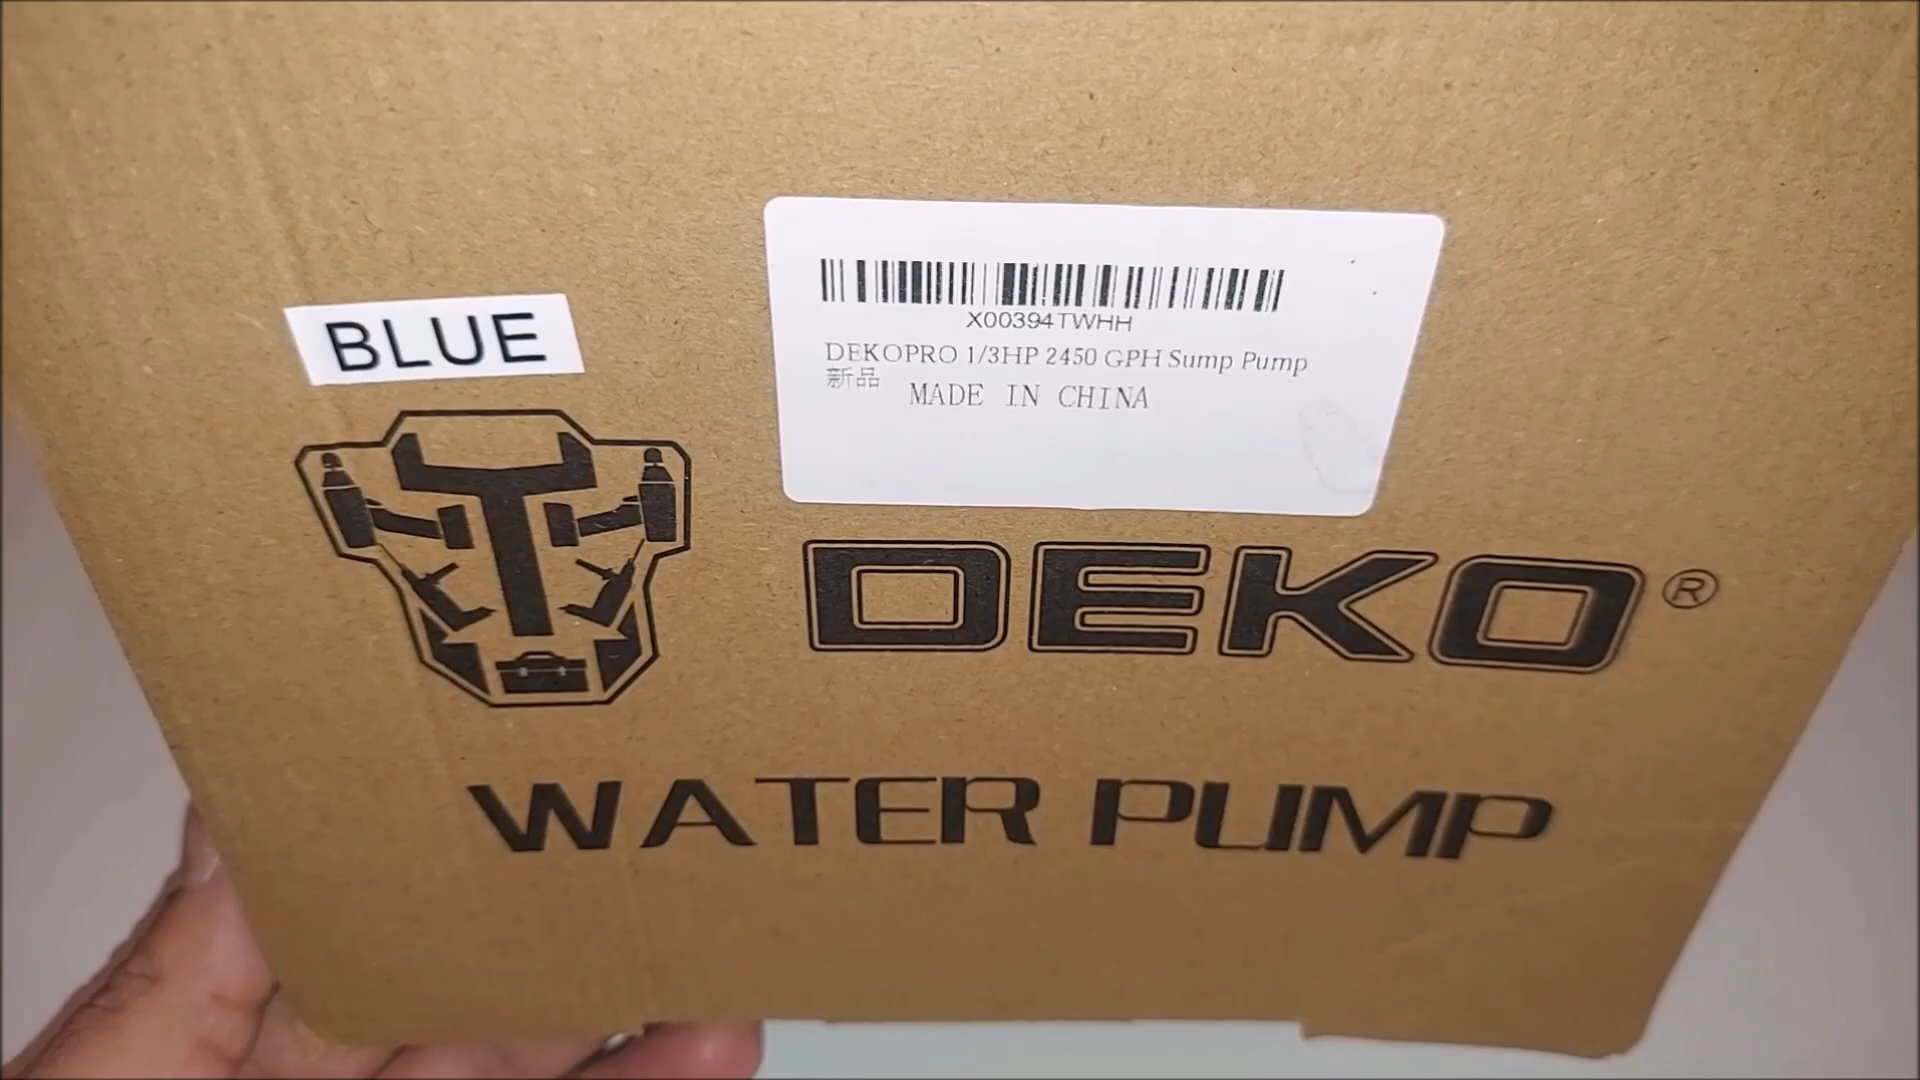 BLUE
X00394TWHH
DEKOPRO 1/3HP 2450 GPH Sump Pump
新品
MADE IN CHINA
DEKO®
WATER PUMP